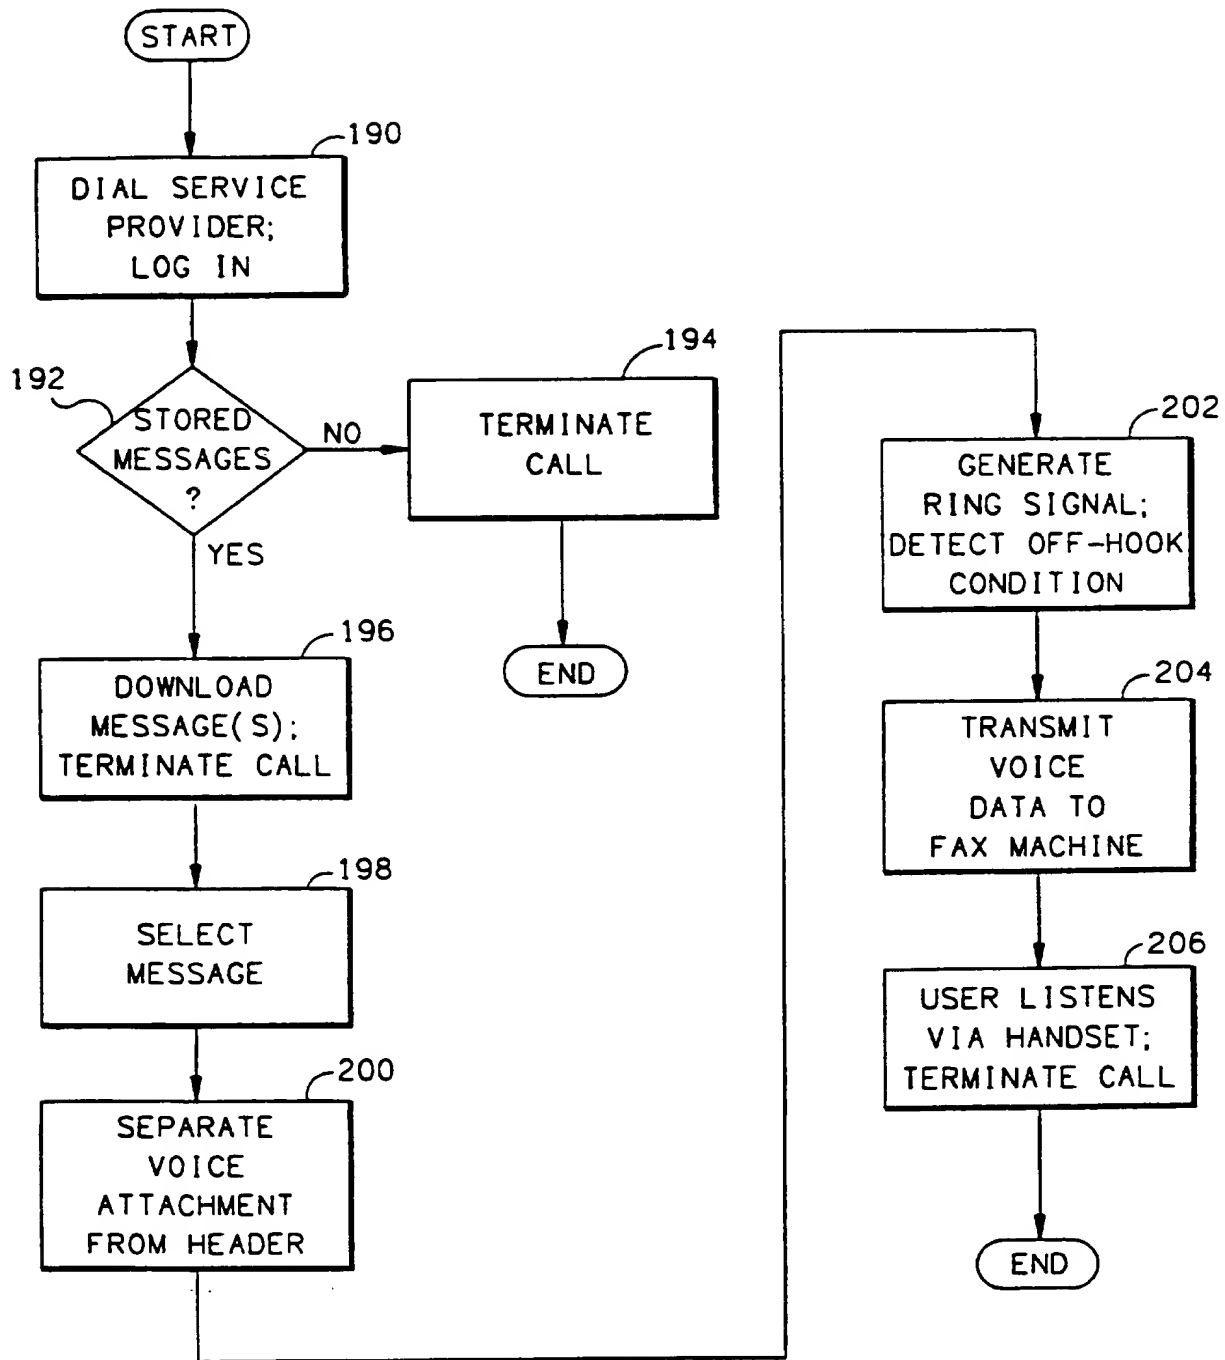 START
190
DIAL SERVICE
PROVIDER;
LOG IN
192
STORED
MESSAGES
?
NO
YES
194
TERMINATE
CALL
END
196
DOWNLOAD
MESSAGE(S);
TERMINATE CALL
198
SELECT
MESSAGE
200
SEPARATE
VOICE
ATTACHMENT
FROM HEADER
202
GENERATE
RING SIGNAL;
DETECT OFF-HOOK
CONDITION
204
TRANSMIT
VOICE
DATA TO
FAX MACHINE
206
USER LISTENS
VIA HANDSET;
TERMINATE CALL
END